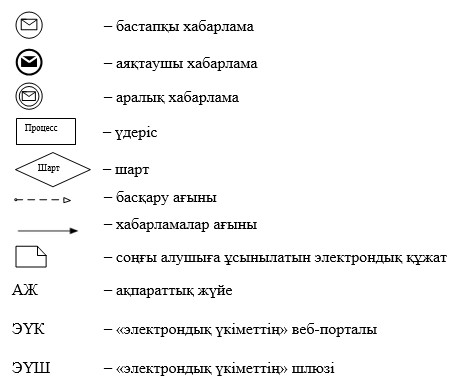 – бастапқы хабарлама
– аяқтаушы хабарлама
– аралық хабарлама
Процесс – үдеріс
Шарт – шарт
– басқару ағыны
– хабарламалар ағыны
– соңғы алушыға ұсынылатын электрондық құжат
АЖ – ақпараттық жүйе
ЭҮК – «электрондық үкіметтің» веб-порталы
ЭҮШ – «электрондық үкіметтің» шлюзі